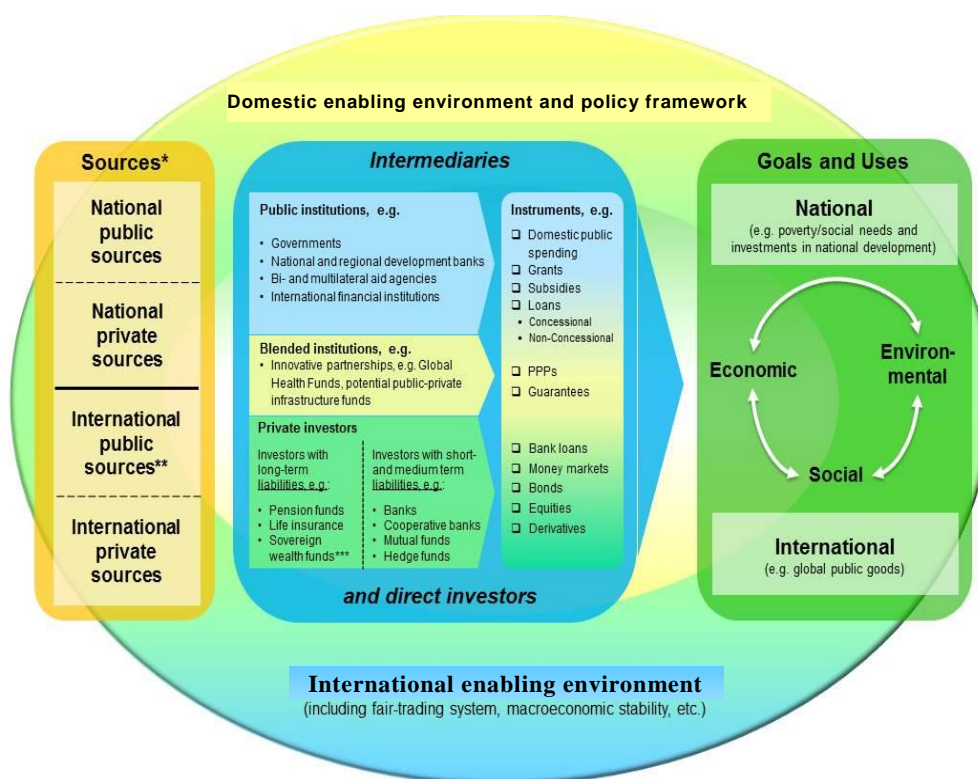 Domestic enabling environment and policy framework
Sources*
National
public
sources
National
private
sources
International
public
sources**
International
private
sources
Intermediaries
Public institutions, e.g.
• Governments
• National and regional development banks
• Bi- and multilateral aid agencies
• International financial institutions
Blended institutions, e.g.
• Innovative partnerships, e.g. Global
Health Funds, potential public-private
infrastructure funds
Private investors
Investors with
long-term
liabilities, e.g.:
• Pension funds
• Life insurance
• Sovereign
wealth funds***
Investors with short-
and medium term
liabilities, e.g.:
• Banks
• Cooperative banks
• Mutual funds
• Hedge funds
Instruments, e.g.
❑ Domestic public
spending
❑ Grants
❑ Subsidies
❑ Loans
▪ Concessional
▪ Non-Concessional
❑ PPPs
❑ Guarantees
❑ Bank loans
❑ Money markets
❑ Bonds
❑ Equities
❑ Derivatives
and direct investors
Goals and Uses
National
(e.g. poverty/social needs and
investments in national development)
Economic
Environ-
mental
Social
International
(e.g. global public goods)
International enabling environment
(including fair-trading system, macroeconomic stability, etc.)